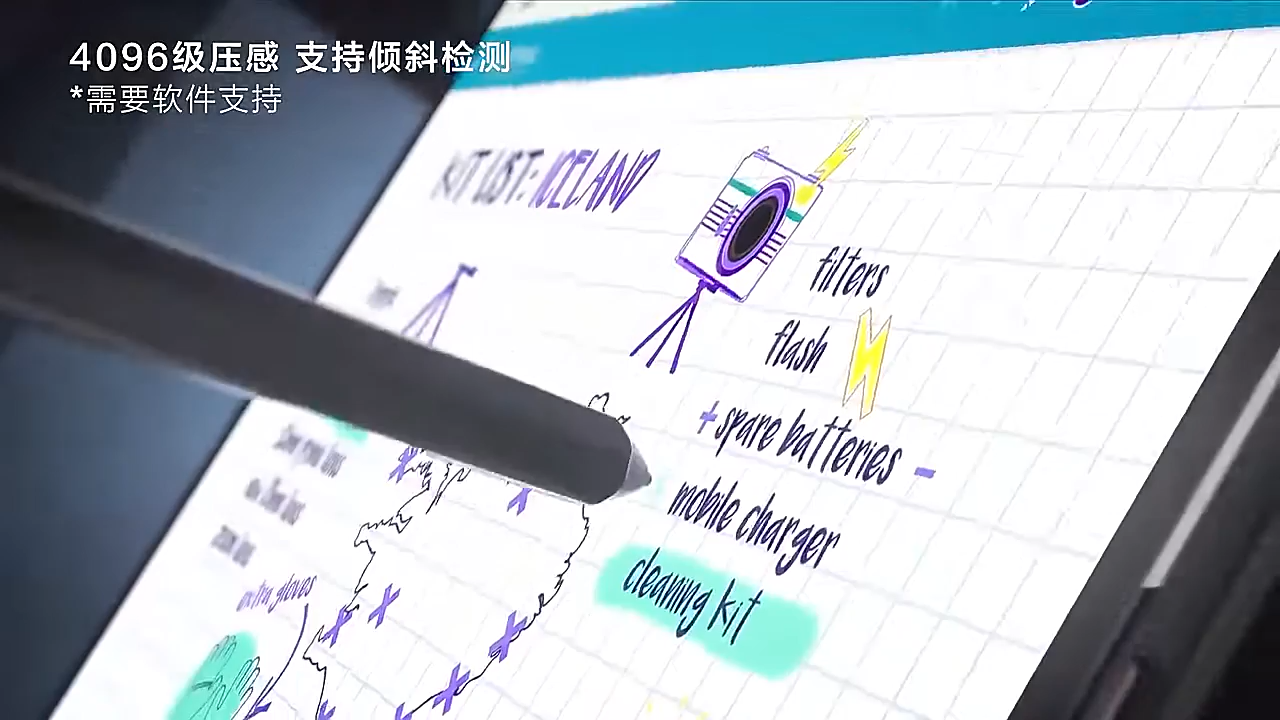 4096级压感 支持倾斜检测
*需要软件支持
KIT LIST: ICELAND
filters
flash
+ spare batteries -
mobile charger
cleaning kit
extra gloves